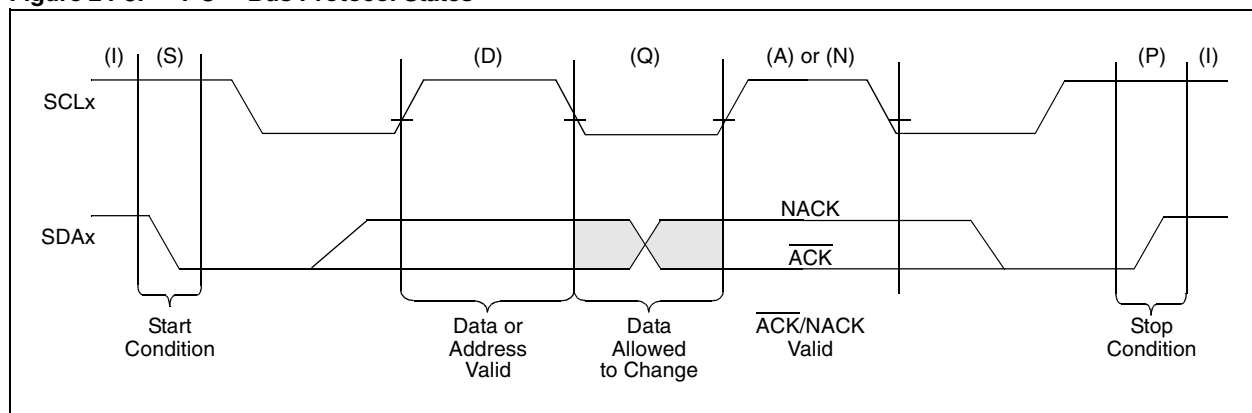 (I) (S) (D) (Q) (A) or (N) (P) (I)
SCLx
SDAx
NACK
ACK
Start
Condition
Data or
Address
Valid
Data
Allowed
to Change
ACK/NACK
Valid
Stop
Condition